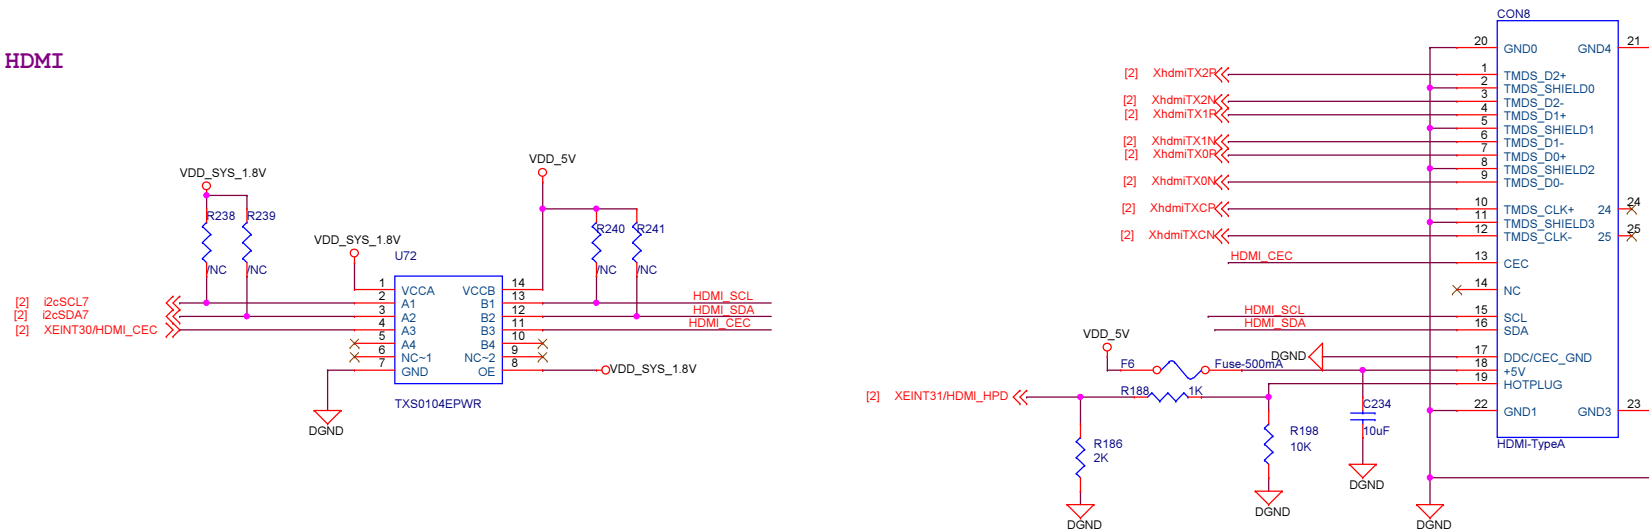 HDMI
VDD_SYS_1.8V
R238
R239
/NC
/NC
VDD_SYS_1.8V
VDD_5V
R240
R241
/NC
/NC
U72
1 VCCA VCCB 14
2 A1 B1 13
3 A2 B2 12
4 A3 B3 11
5 A4 B4 10
6 NC~1 NC~2 9
7 GND OE 8
TXS0104EPWR
[2] i2cSCL7
[2] i2cSDA7
[2] XEINT30/HDMI_CEC
HDMI_SCL
HDMI_SDA
HDMI_CEC
VDD_SYS_1.8V
DGND
CON8
20 GND0 GND4 21
[2] XhdmiTX2P 1 TMDS_D2+
2 TMDS_SHIELD0
[2] XhdmiTX2N 3 TMDS_D2-
[2] XhdmiTX1P 4 TMDS_D1+
5 TMDS_SHIELD1
[2] XhdmiTX1N 6 TMDS_D1-
[2] XhdmiTX0P 7 TMDS_D0+
8 TMDS_SHIELD2
[2] XhdmiTX0N 9 TMDS_D0-
[2] XhdmiTXCP 10 TMDS_CLK+ 24 24
11 TMDS_SHIELD3
[2] XhdmiTXCN 12 TMDS_CLK- 25 25
HDMI_CEC 13 CEC
14 NC
HDMI_SCL 15 SCL
HDMI_SDA 16 SDA
DGND 17 DDC/CEC_GND
18 +5V
19 HOTPLUG
22 GND1 GND3 23
HDMI-TypeA
VDD_5V
F6 Fuse-500mA
[2] XEINT31/HDMI_HPD
R188 1K
R186
2K
R198
10K
C234
10uF
DGND
DGND
DGND
DGND